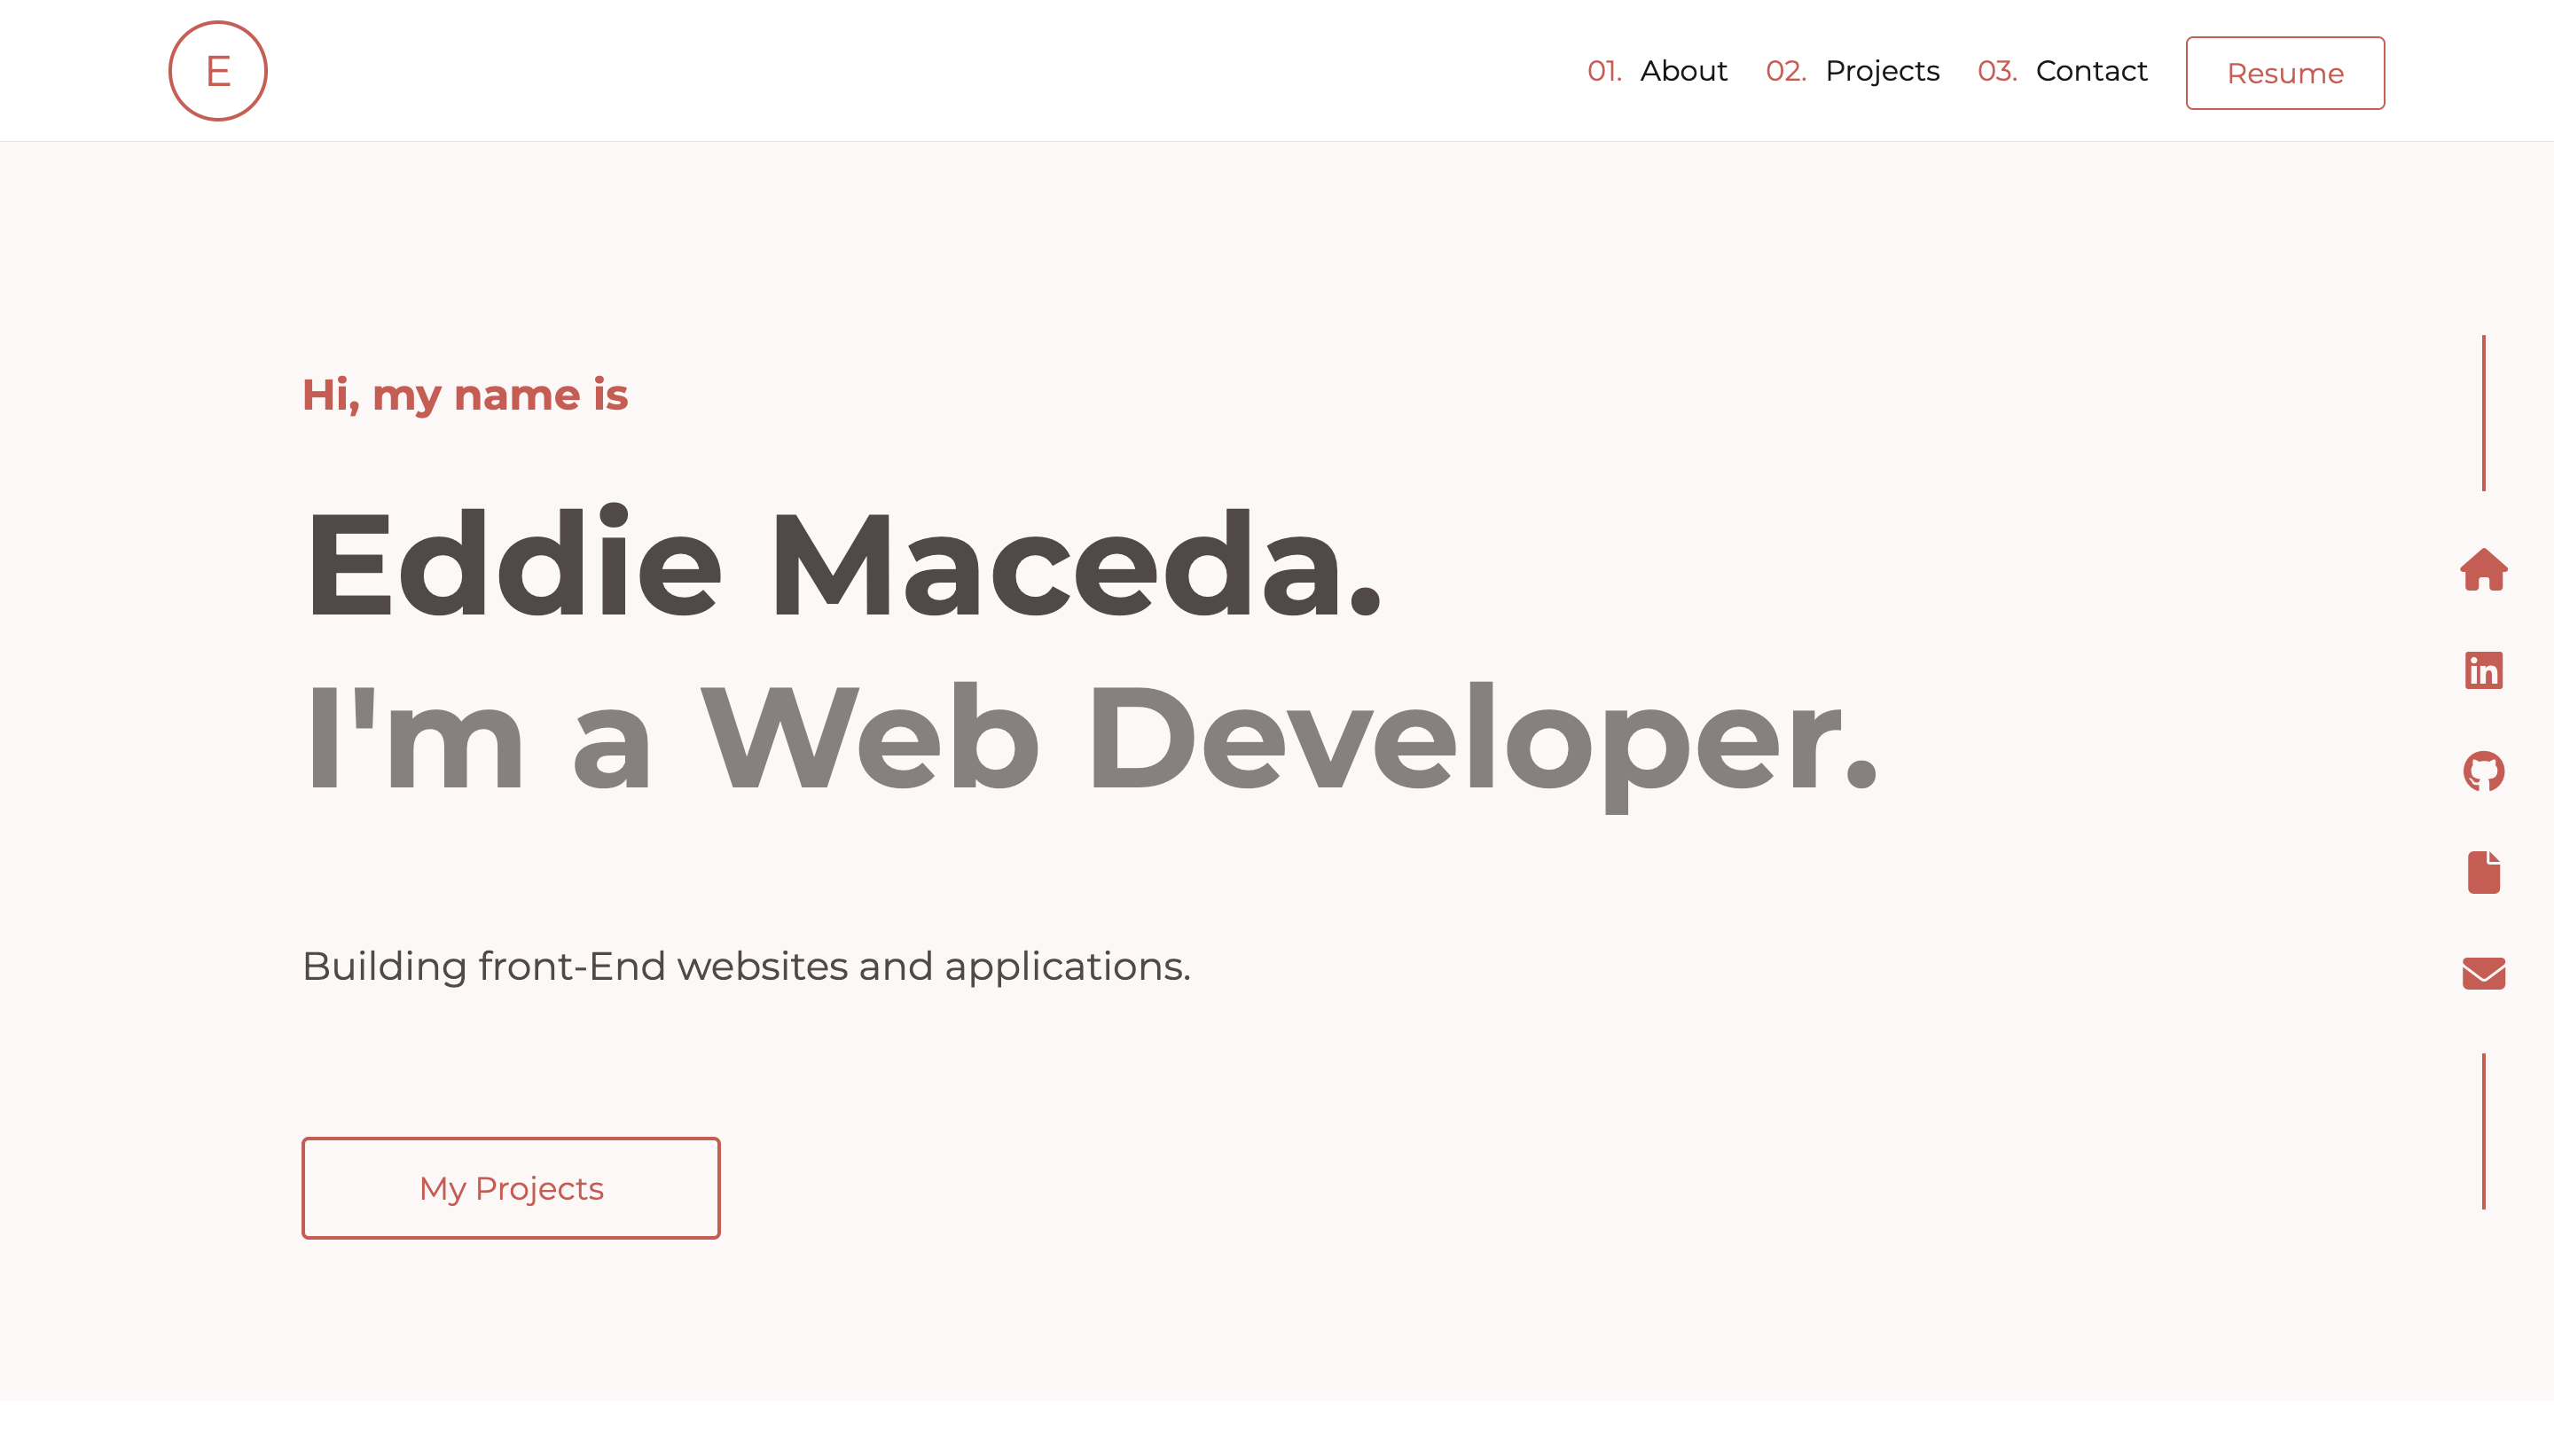 E
01. About 02. Projects 03. Contact Resume
Hi, my name is
Eddie Maceda.
I'm a Web Developer.
Building front-End websites and applications.
My Projects
in